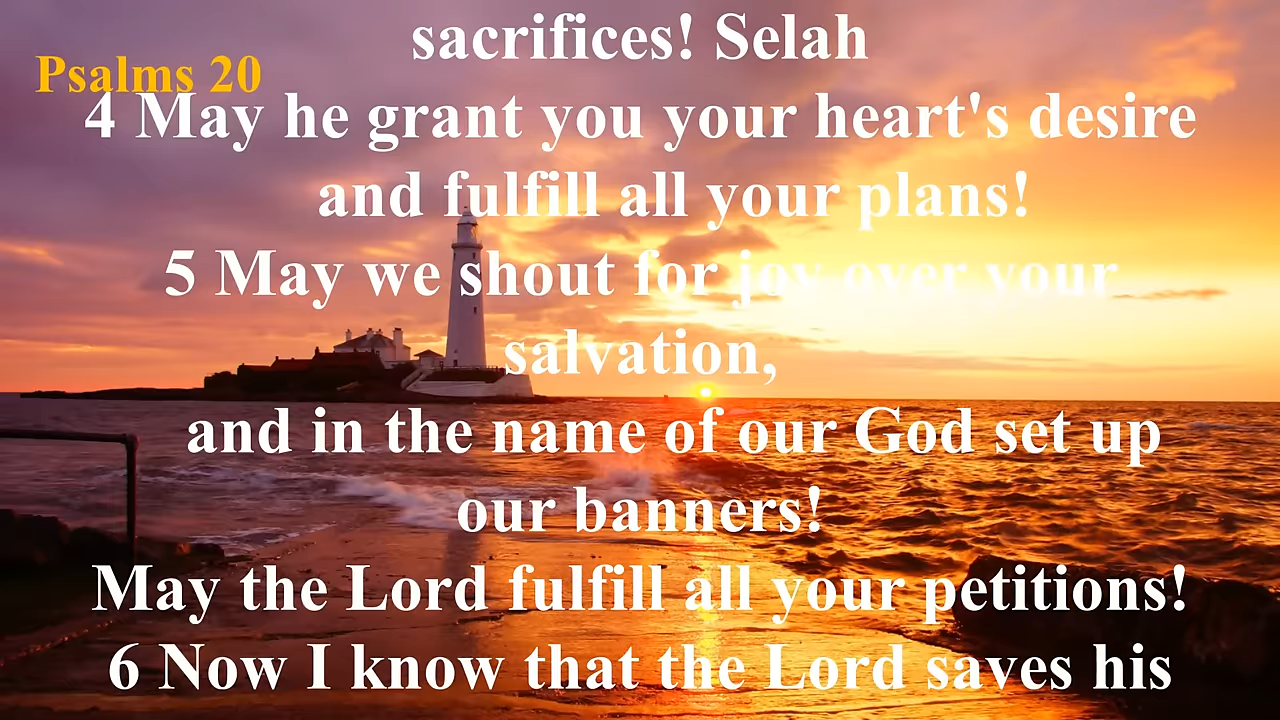 sacrifices! Selah
Psalms 20
4 May he grant you your heart's desire
and fulfill all your plans!
5 May we shout for joy over your
salvation,
and in the name of our God set up
our banners!
May the Lord fulfill all your petitions!
6 Now I know that the Lord saves his